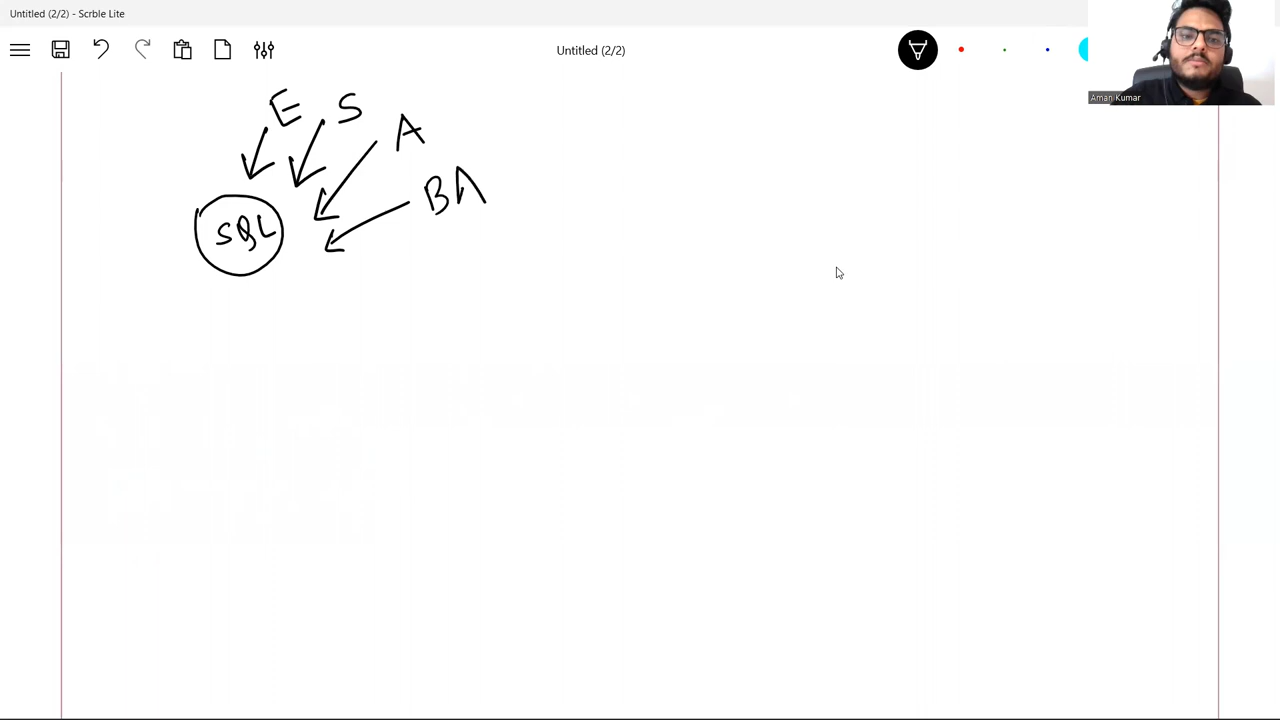 Untitled (2/2) - Scrble Lite
Untitled (2/2)
Aman Kumar
E S A
BA
SQL